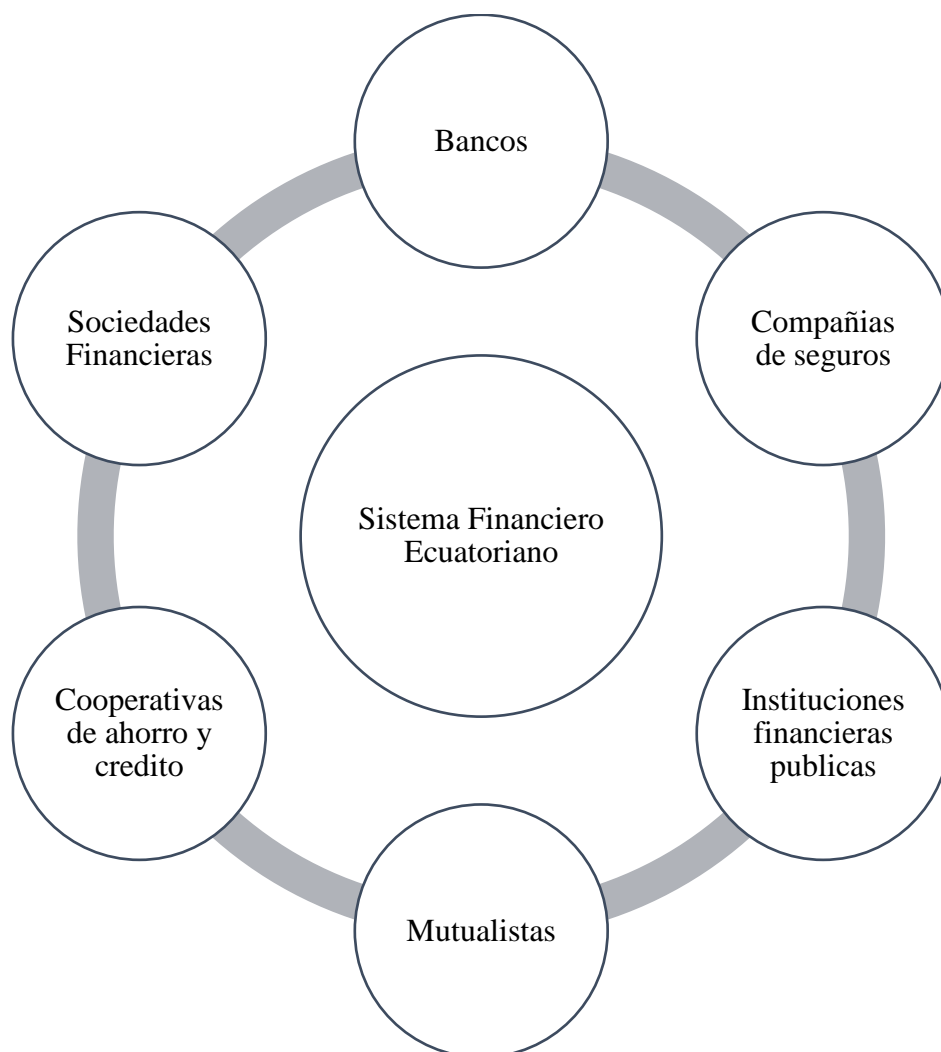 Bancos
Compañias
de seguros
Instituciones
financieras
publicas
Mutualistas
Cooperativas
de ahorro y
credito
Sociedades
Financieras
Sistema Financiero
Ecuatoriano